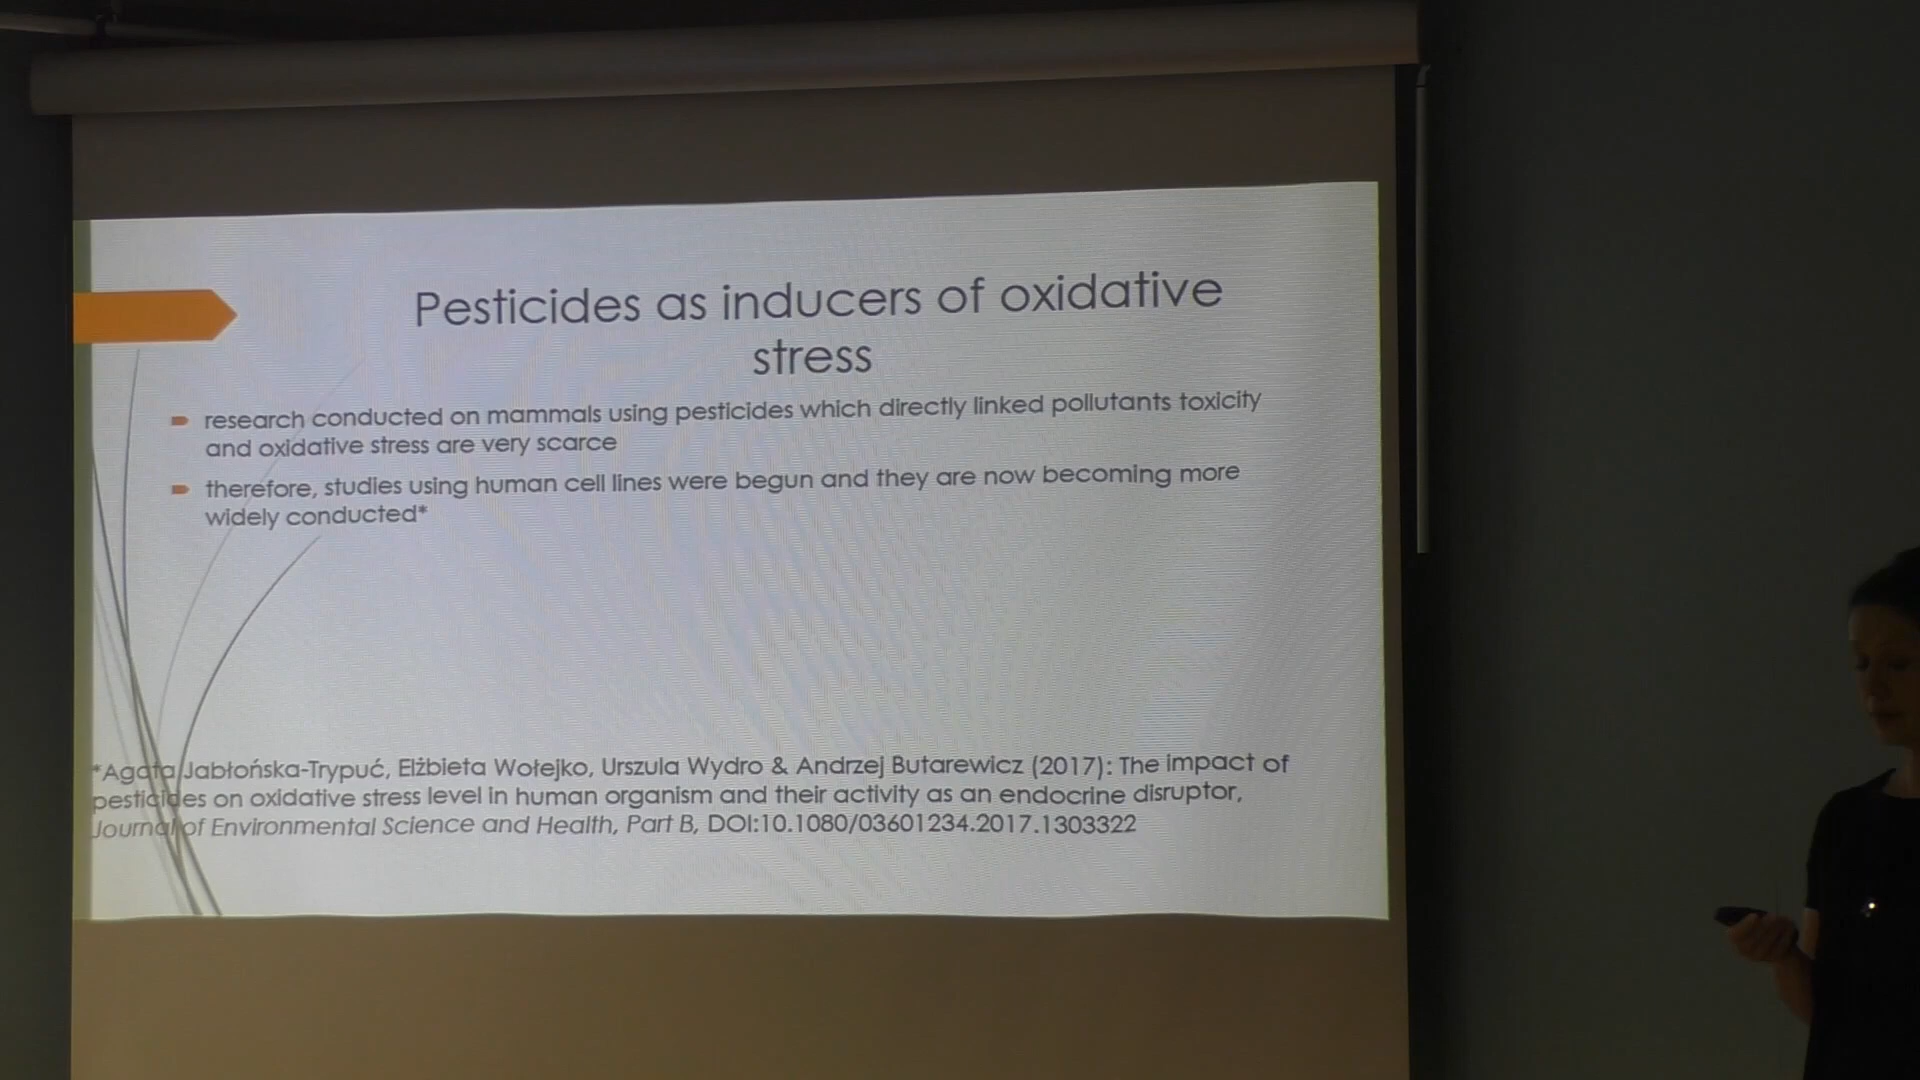 Pesticides as inducers of oxidative
stress
research conducted on mammals using pesticides which directly linked pollutants toxicity
and oxidative stress are very scarce
therefore, studies using human cell lines were begun and they are now becoming more
widely conducted*
*Agata Jabłońska-Trypuć, Elżbieta Wołejko, Urszula Wydro & Andrzej Butarewicz (2017): The impact of
pesticides on oxidative stress level in human organism and their activity as an endocrine disruptor,
Journal of Environmental Science and Health, Part B, DOI:10.1080/03601234.2017.1303322